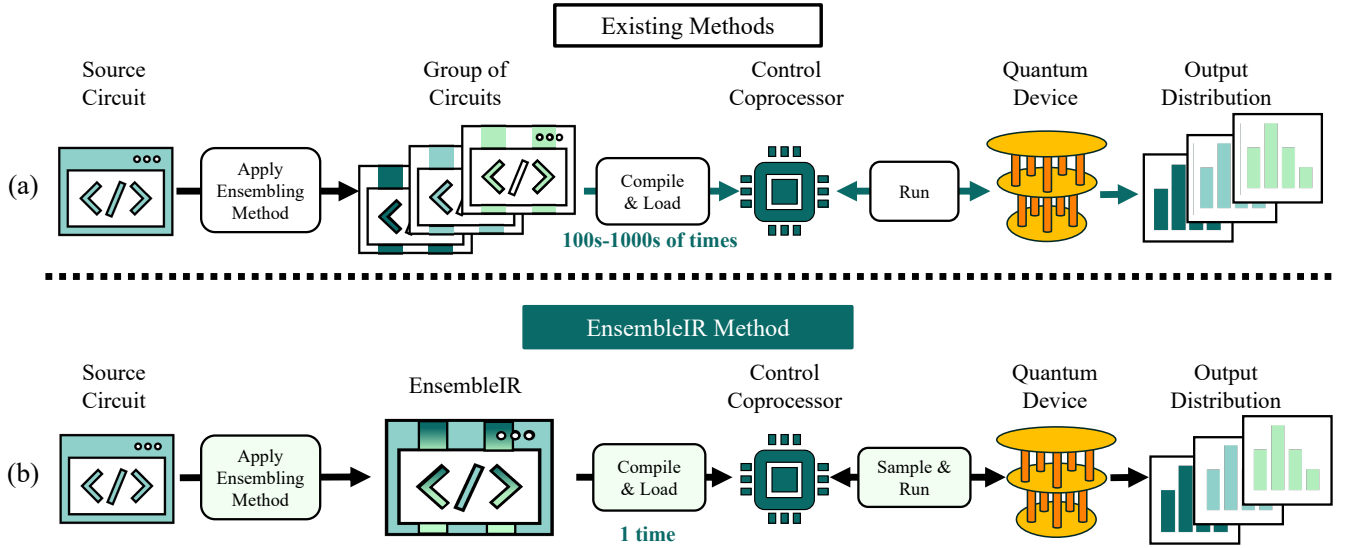 Existing Methods
Source
Circuit
Group of
Circuits
Control
Coprocessor
Quantum
Device
Output
Distribution
(a)
</>
Apply
Ensembling
Method
</>
Compile
& Load
Run
100s-1000s of times
EnsembleIR Method
Source
Circuit
EnsembleIR
Control
Coprocessor
Quantum
Device
Output
Distribution
(b)
</>
Apply
Ensembling
Method
</>
Compile
& Load
Sample &
Run
1 time